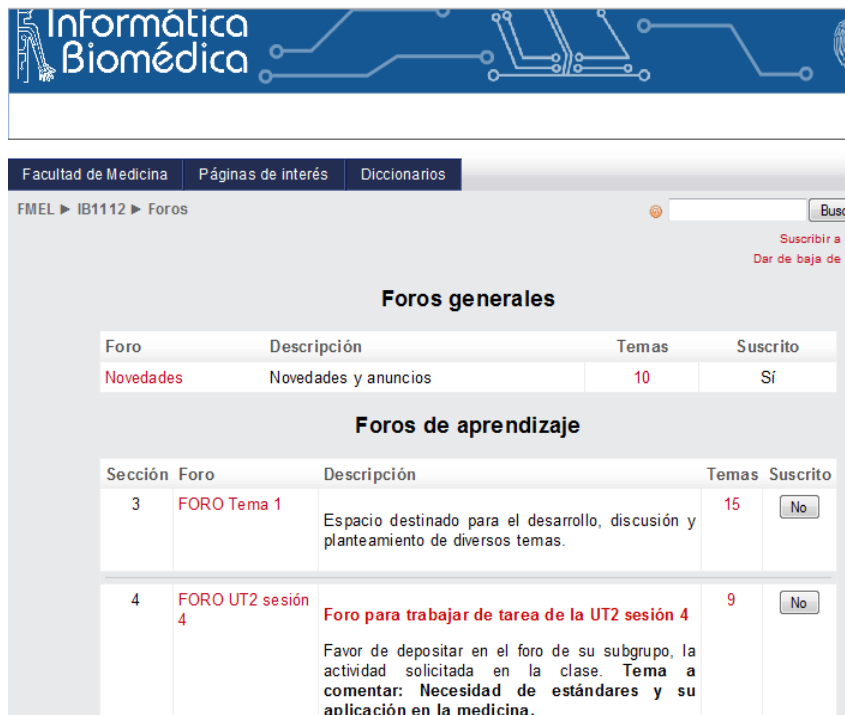 Informática
Biomédica
Facultad de Medicina Páginas de interés Diccionarios
FMEL ► IB1112 ► Foros
Suscribir a
Dar de baja de
Foros generales
Foro Descripción Temas Suscrito
Novedades Novedades y anuncios 10 Sí
Foros de aprendizaje
Sección Foro Descripción Temas Suscrito
3 FORO Tema 1 15 No
Espacio destinado para el desarrollo, discusión y
planteamiento de diversos temas.
4 FORO UT2 sesión 9 No
4
Foro para trabajar de tarea de la UT2 sesión 4
Favor de depositar en el foro de su subgrupo, la
actividad solicitada en la clase. Tema a
comentar: Necesidad de estándares y su
aplicación en la medicina.